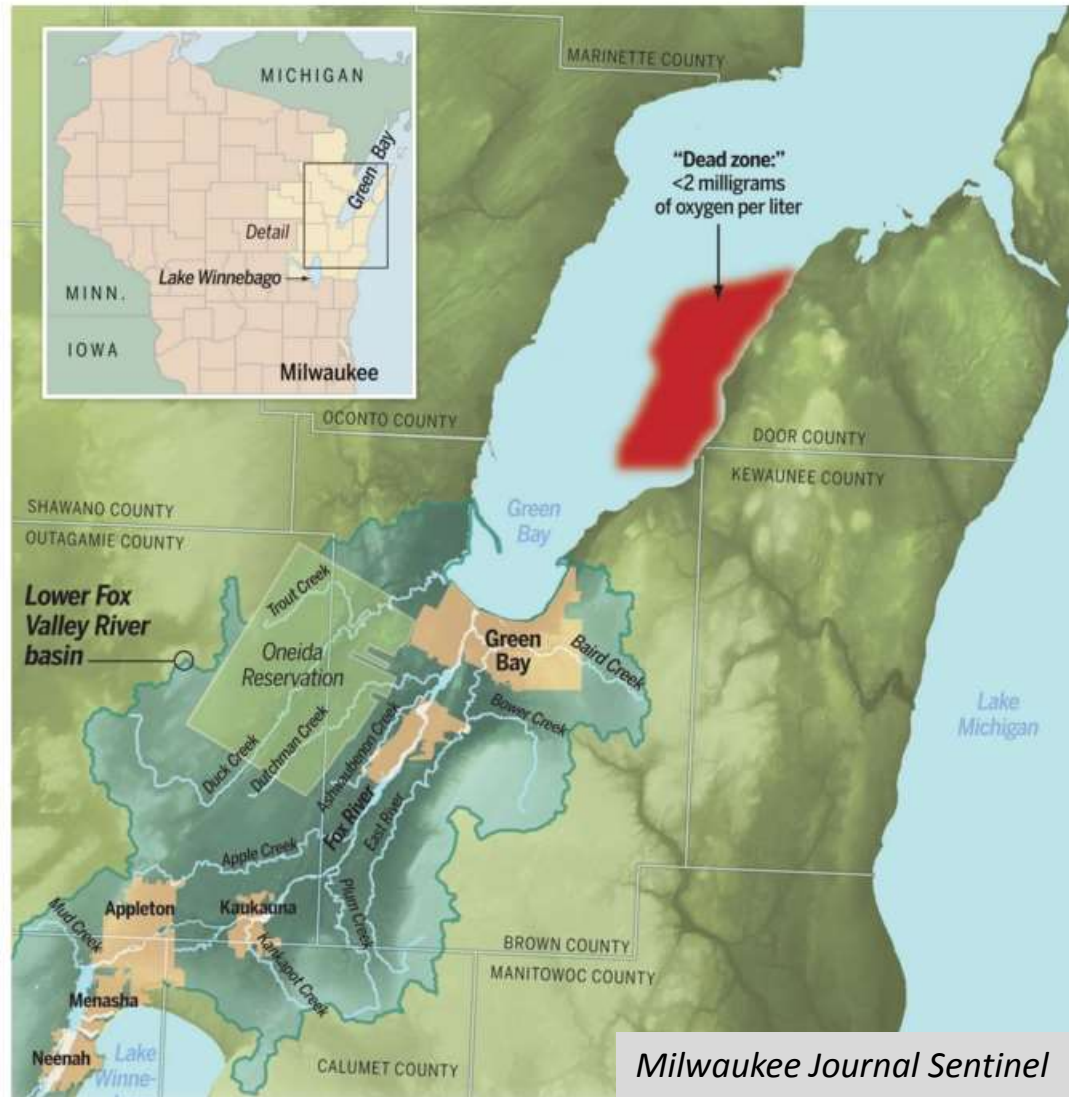 MICHIGAN
Green Bay
Detail
Lake Winnebago
MINN.
IOWA
Milwaukee
MARINETTE COUNTY
“Dead zone:”
<2 milligrams
of oxygen per liter
OCONTO COUNTY
DOOR COUNTY
KEWAUNEE COUNTY
SHAWANO COUNTY
OUTAGAMIE COUNTY
Green
Bay
Lower Fox
Valley River
basin
Trout Creek
Oneida
Reservation
Green
Bay
Baird Creek
Bower Creek
Lake
Michigan
Duck Creek
Dutchman Creek
Ashwaubenon Creek
Fox River
East River
Apple Creek
Plum Creek
Appleton
Kaukauna
Mud Creek
Kankapot Creek
BROWN COUNTY
MANITOWOC COUNTY
Menasha
Neenah
Lake
Winne-
CALUMET COUNTY
Milwaukee Journal Sentinel